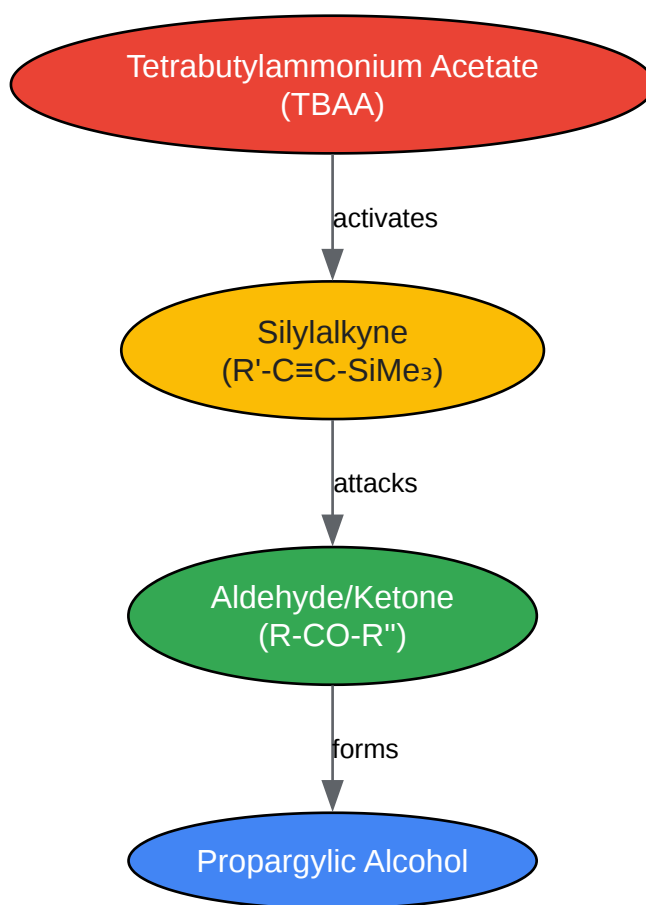 Tetrabutylammonium Acetate
(TBAA)
activates
Silylalkyne
(R'-C≡C-SiMe₃)
attacks
Aldehyde/Ketone
(R-CO-R")
forms
Propargylic Alcohol